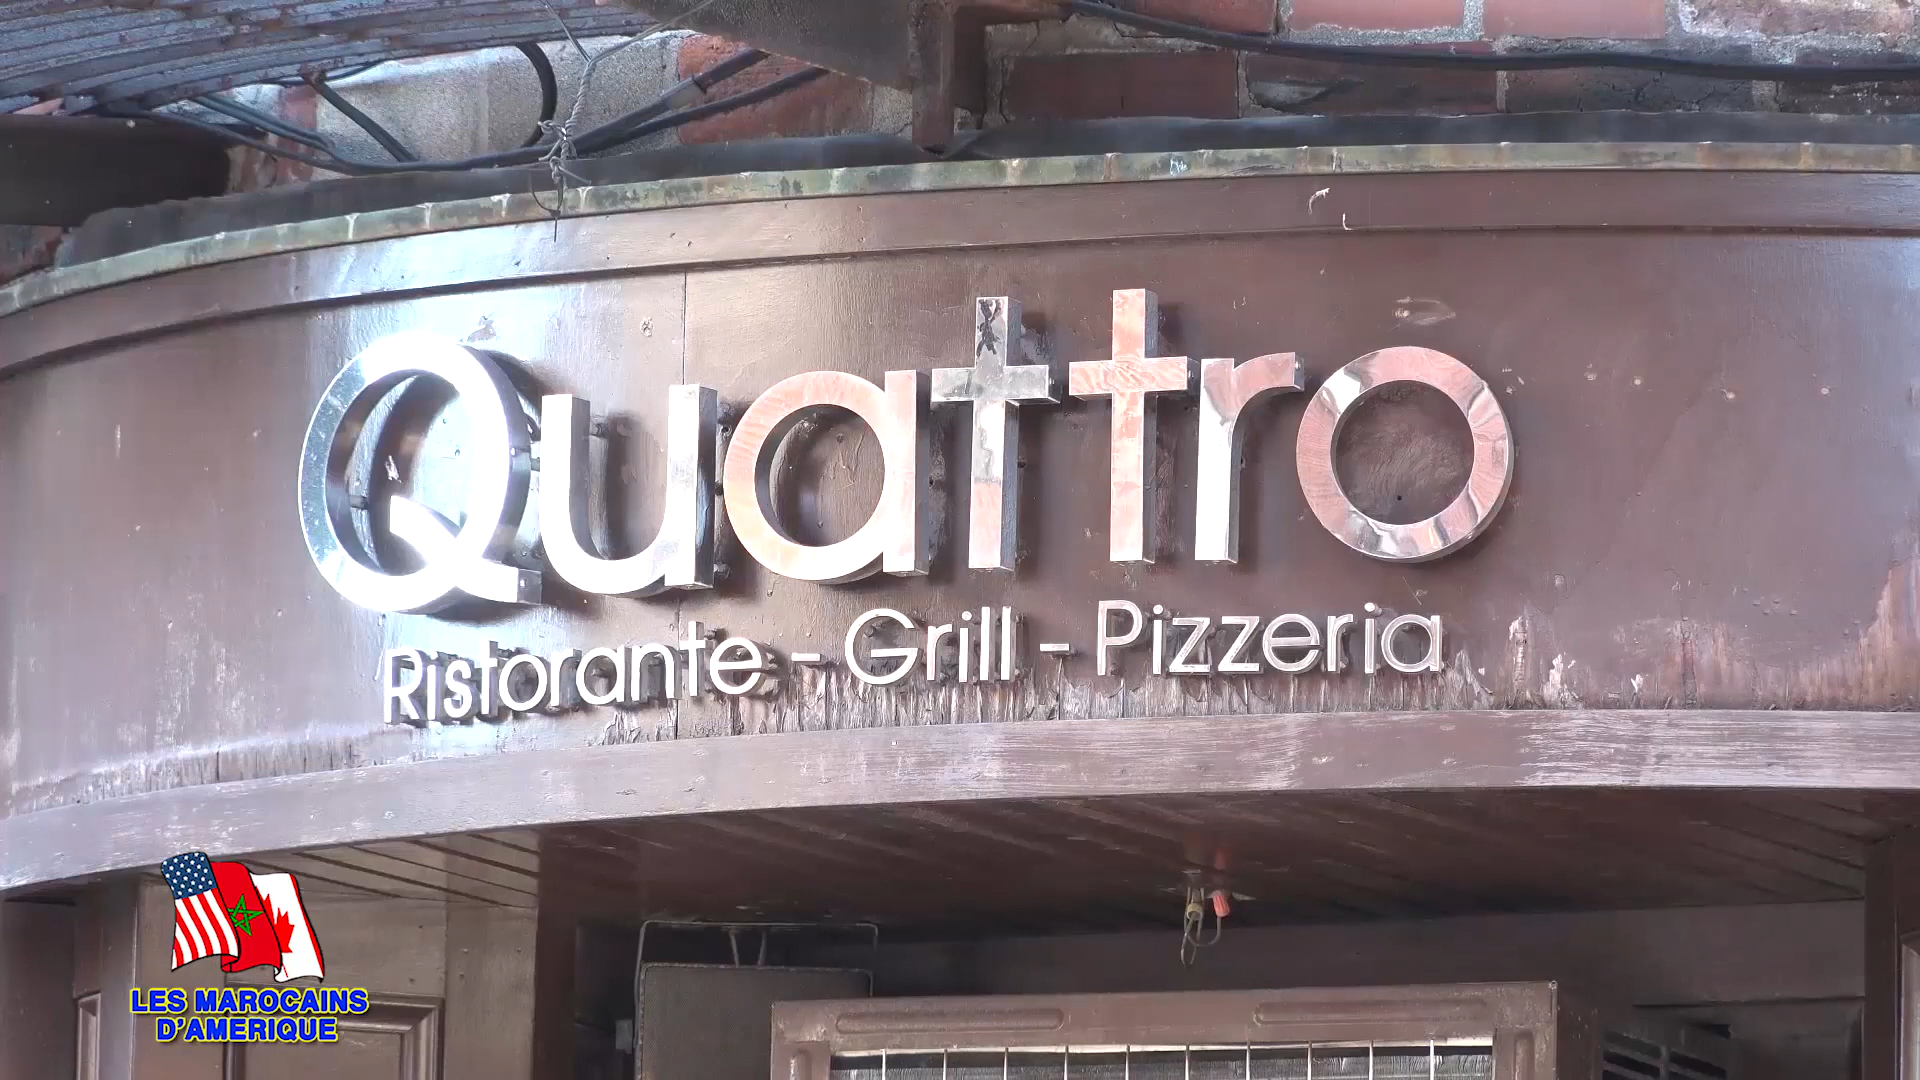 Quattro
Ristorante - Grill - Pizzeria
LES MAROCAINS
D'AMERIQUE